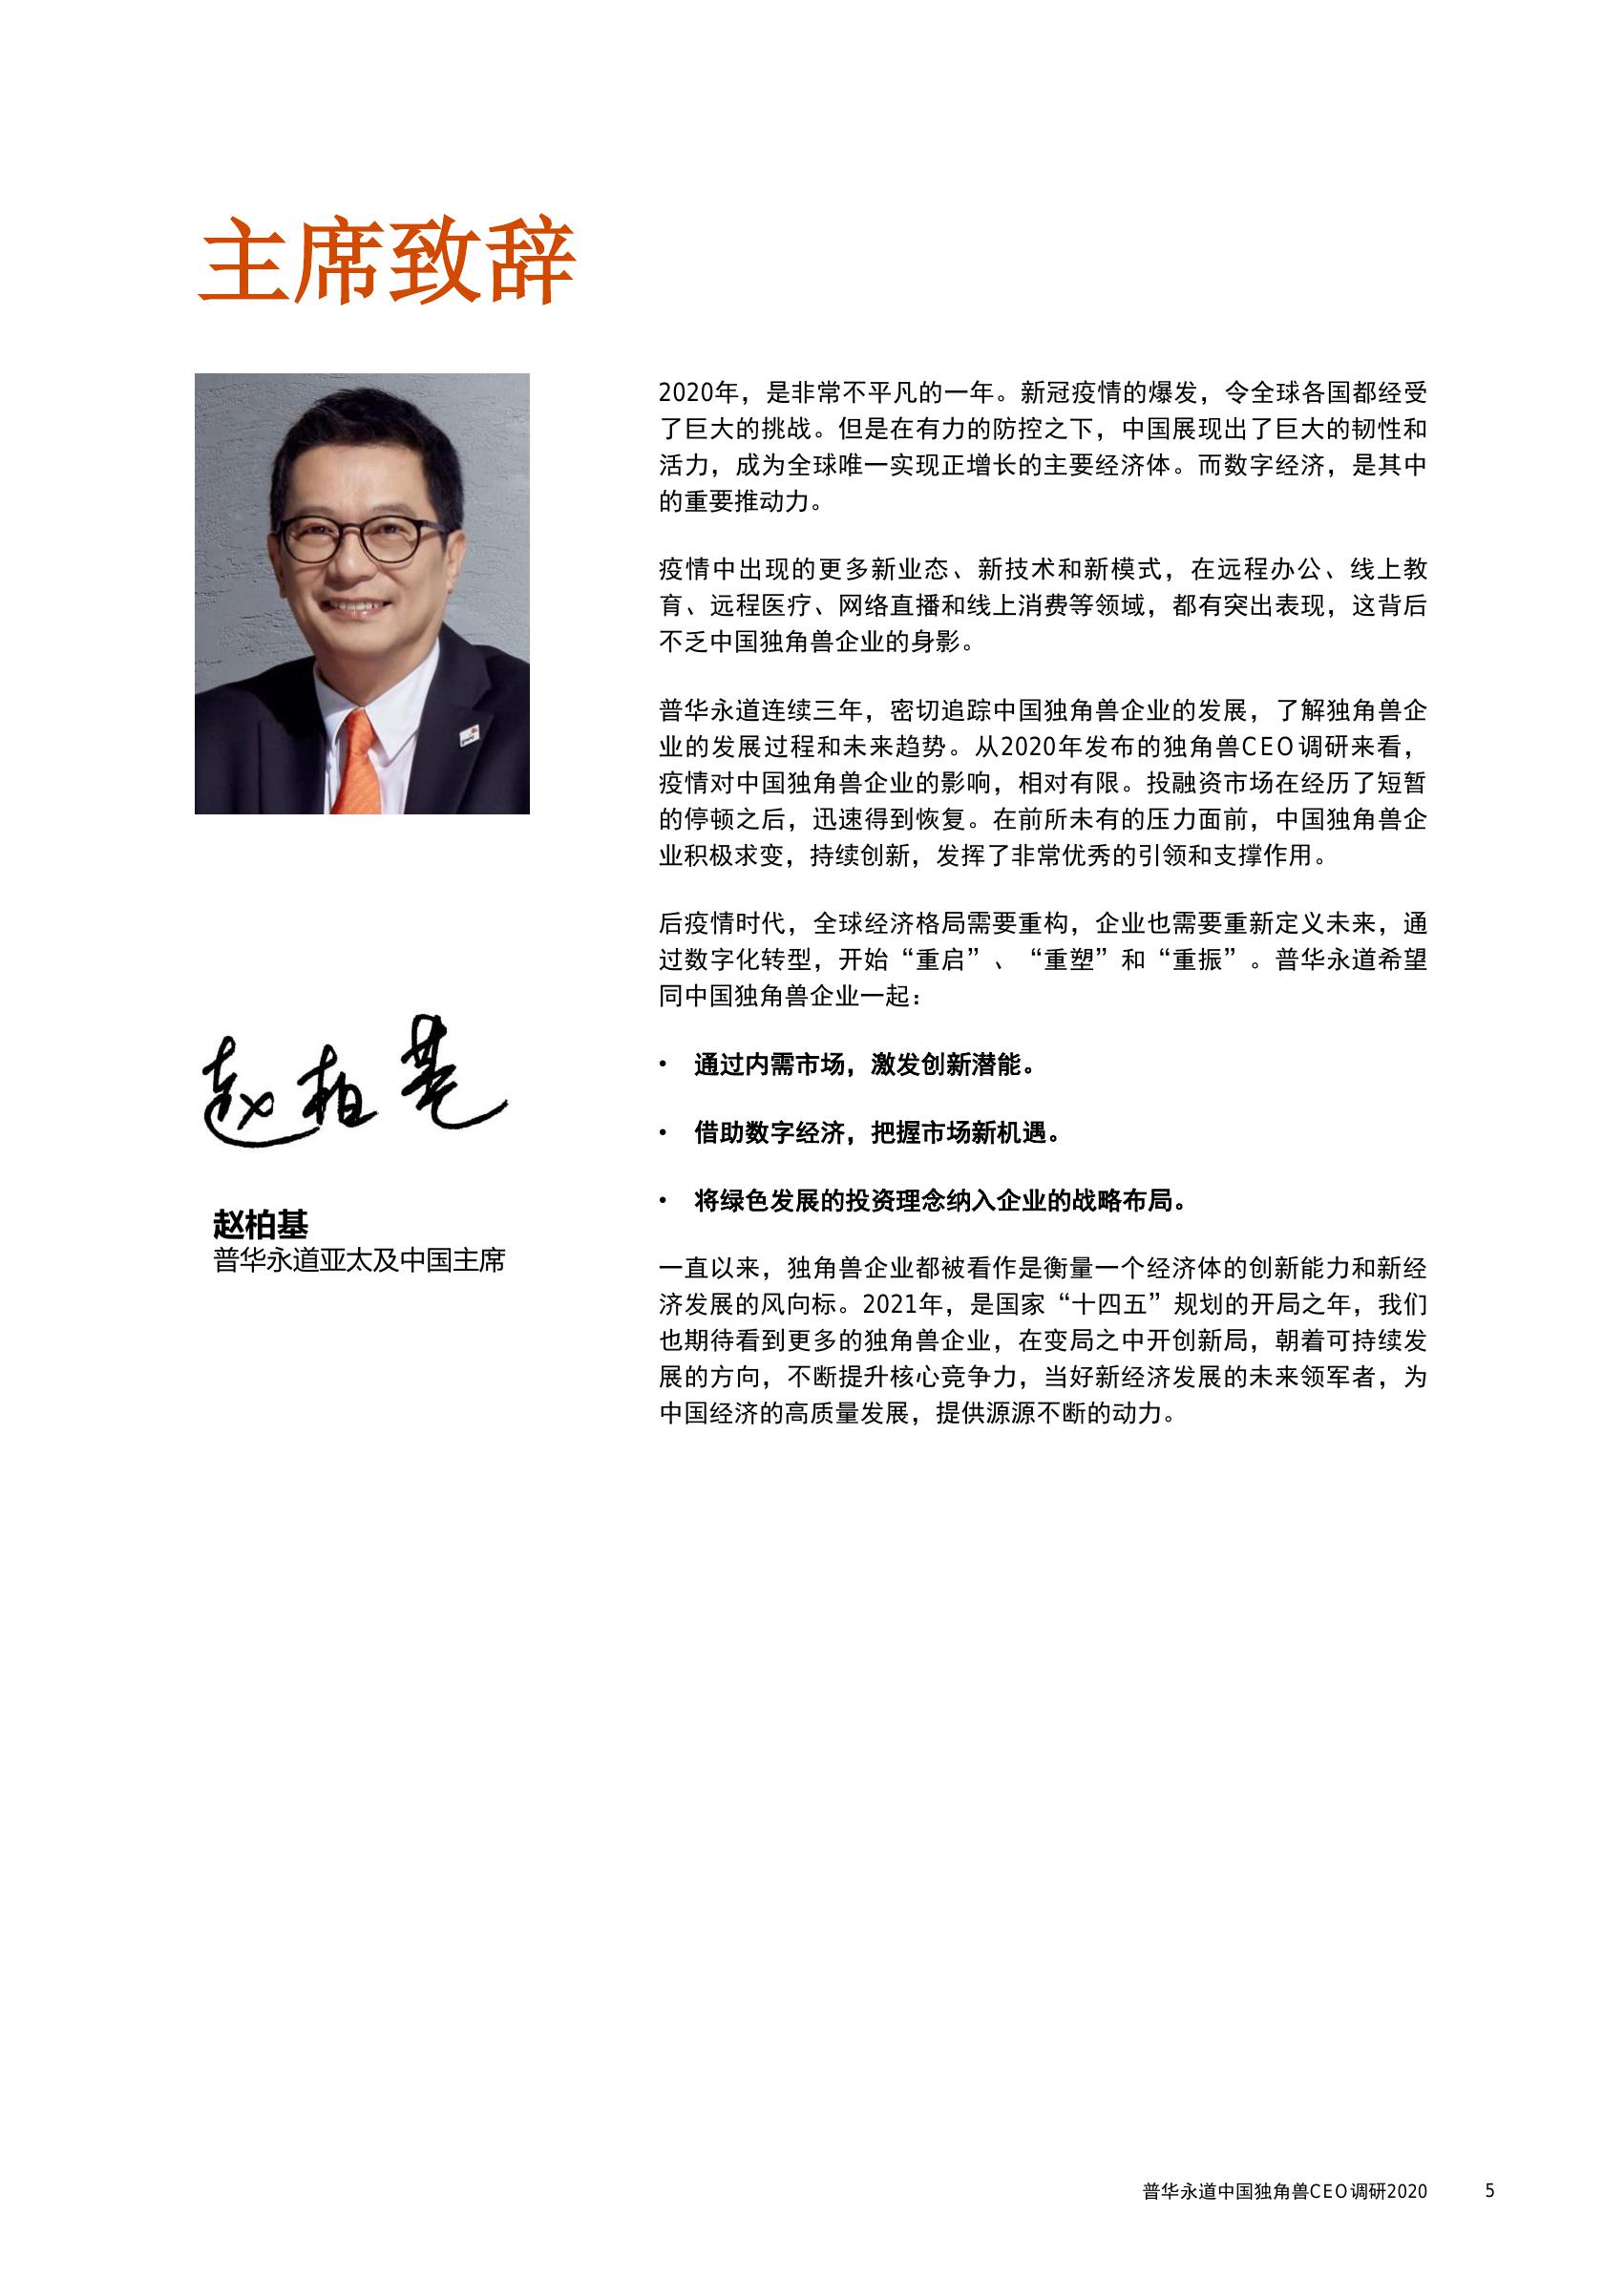 主席致辞
2020年，是非常不平凡的一年。新冠疫情的爆发，令全球各国都经受
了巨大的挑战。但是在有力的防控之下，中国展现出了巨大的韧性和
活力，成为全球唯一实现正增长的主要经济体。而数字经济，是其中
的重要推动力。
疫情中出现的更多新业态、新技术和新模式，在远程办公、线上教
育、远程医疗、网络直播和线上消费等领域，都有突出表现，这背后
不乏中国独角兽企业的身影。
普华永道连续三年，密切追踪中国独角兽企业的发展，了解独角兽企
业的发展过程和未来趋势。从2020年发布的独角兽CEO调研来看，
疫情对中国独角兽企业的影响，相对有限。投融资市场在经历了短暂
的停顿之后，迅速得到恢复。在前所未有的压力面前，中国独角兽企
业积极求变，持续创新，发挥了非常优秀的引领和支撑作用。
后疫情时代，全球经济格局需要重构，企业也需要重新定义未来，通
过数字化转型，开始“重启”、“重塑”和“重振”。普华永道希望
同中国独角兽企业一起：
• 通过内需市场，激发创新潜能。
• 借助数字经济，把握市场新机遇。
• 将绿色发展的投资理念纳入企业的战略布局。
一直以来，独角兽企业都被看作是衡量一个经济体的创新能力和新经
济发展的风向标。2021年，是国家“十四五”规划的开局之年，我们
也期待看到更多的独角兽企业，在变局之中开创新局，朝着可持续发
展的方向，不断提升核心竞争力，当好新经济发展的未来领军者，为
中国经济的高质量发展，提供源源不断的动力。
赵柏基
赵柏基
普华永道亚太及中国主席
普华永道中国独角兽CEO调研2020 5